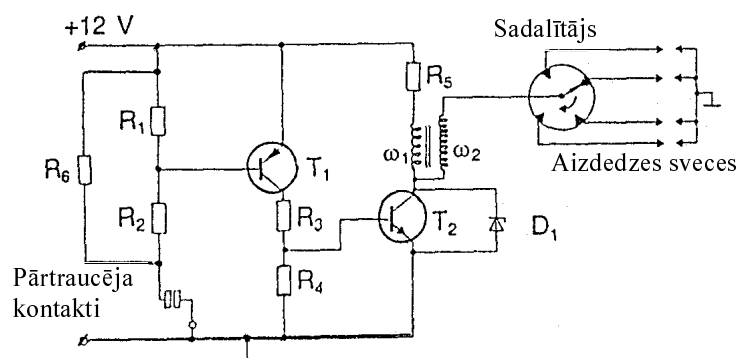 +12 V
Sadalītājs
R5
R1
ω1
ω2
Aizdedzes sveces
R6
T1
R2
R3
T2
D1
Pārtraucēja
kontakti
R4